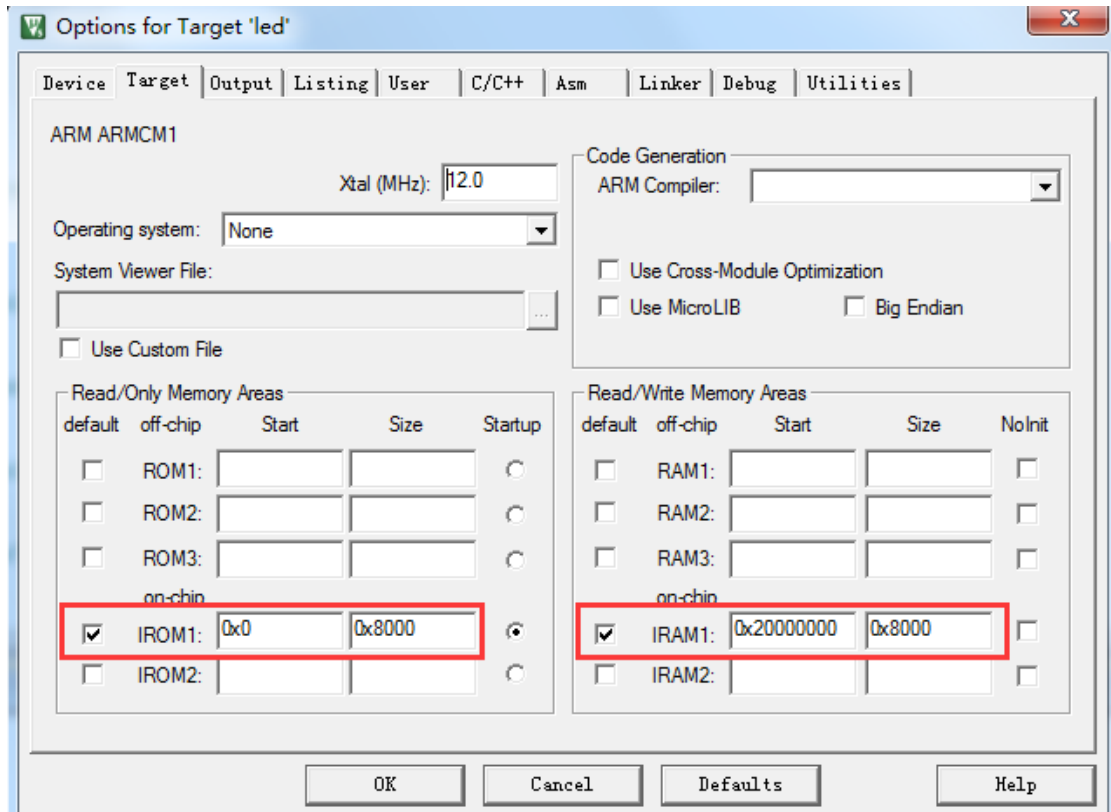 Options for Target 'led'
Device Target Output Listing User C/C++ Asm Linker Debug Utilities
ARM ARMCM1
Xtal (MHz): 12.0
Operating system: None
System Viewer File:
...
Use Custom File
Code Generation
ARM Compiler:
Use Cross-Module Optimization
Use MicroLIB Big Endian
Read/Only Memory Areas
default off-chip Start Size Startup
ROM1:
ROM2:
ROM3:
on-chip
IROM1: 0x0 0x8000
IROM2:
Read/Write Memory Areas
default off-chip Start Size NoInit
RAM1:
RAM2:
RAM3:
on-chip
IRAM1: 0x20000000 0x8000
IRAM2:
OK Cancel Defaults Help